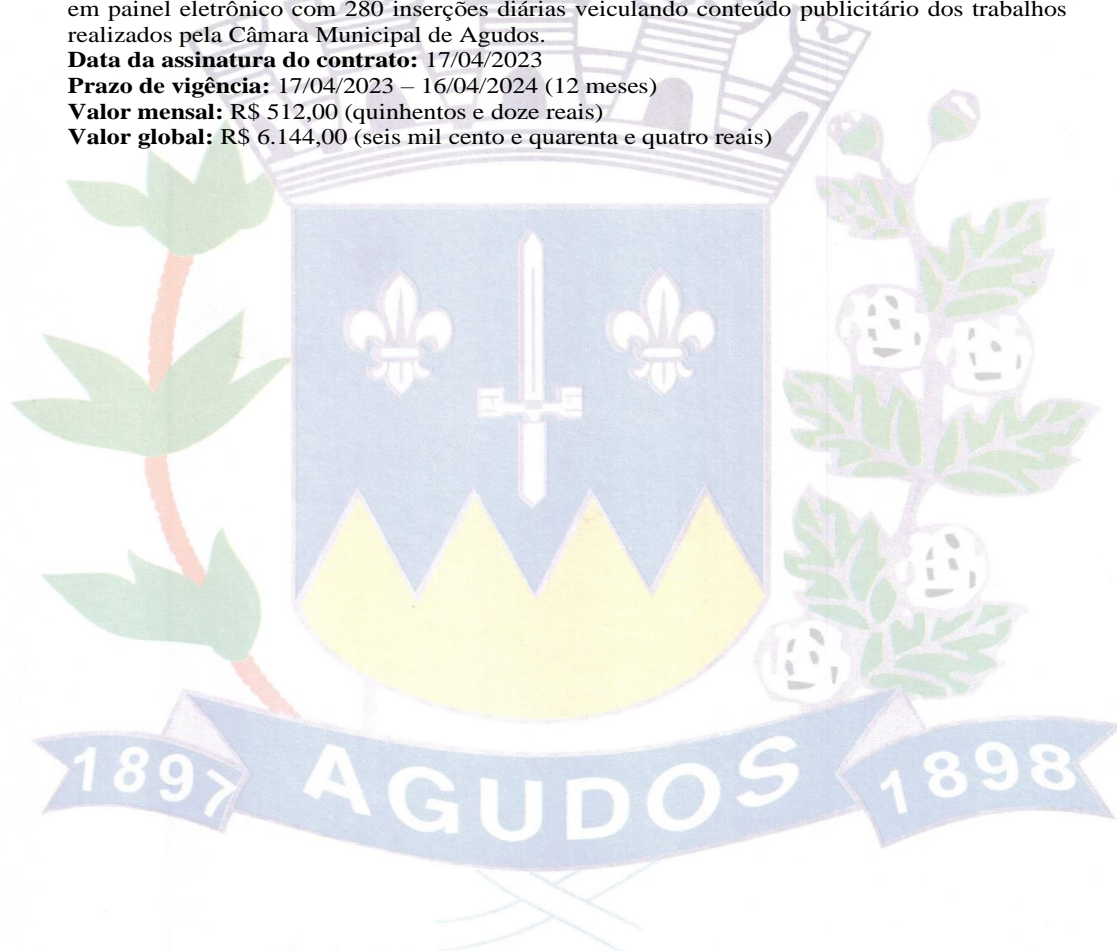 em painel eletrônico com 280 inserções diárias veiculando conteúdo publicitário dos trabalhos
realizados pela Câmara Municipal de Agudos.
Data da assinatura do contrato: 17/04/2023
Prazo de vigência: 17/04/2023 – 16/04/2024 (12 meses)
Valor mensal: R$ 512,00 (quinhentos e doze reais)
Valor global: R$ 6.144,00 (seis mil cento e quarenta e quatro reais)
1897 AGUDOS 1898